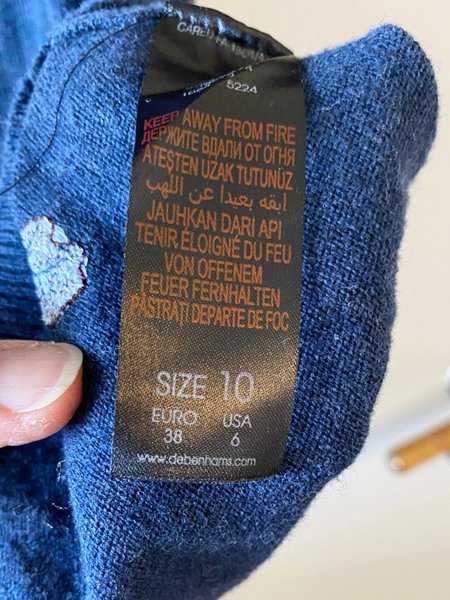 5224
KEEP AWAY FROM FIRE
ДЕРЖИТЕ ВДАЛИ ОТ ОГНЯ
ATEŞTEN UZAK TUTUNUZ
ابقه بعيدا عن اللهب
JAUHKAN DARI API
TENIR ÉLOIGNÉ DU FEU
VON OFFENEM
FEUER FERNHALTEN
PĂSTRAŢI DEPARTE DE FOC
SIZE 10
EURO USA
38 6
www.debenhams.com